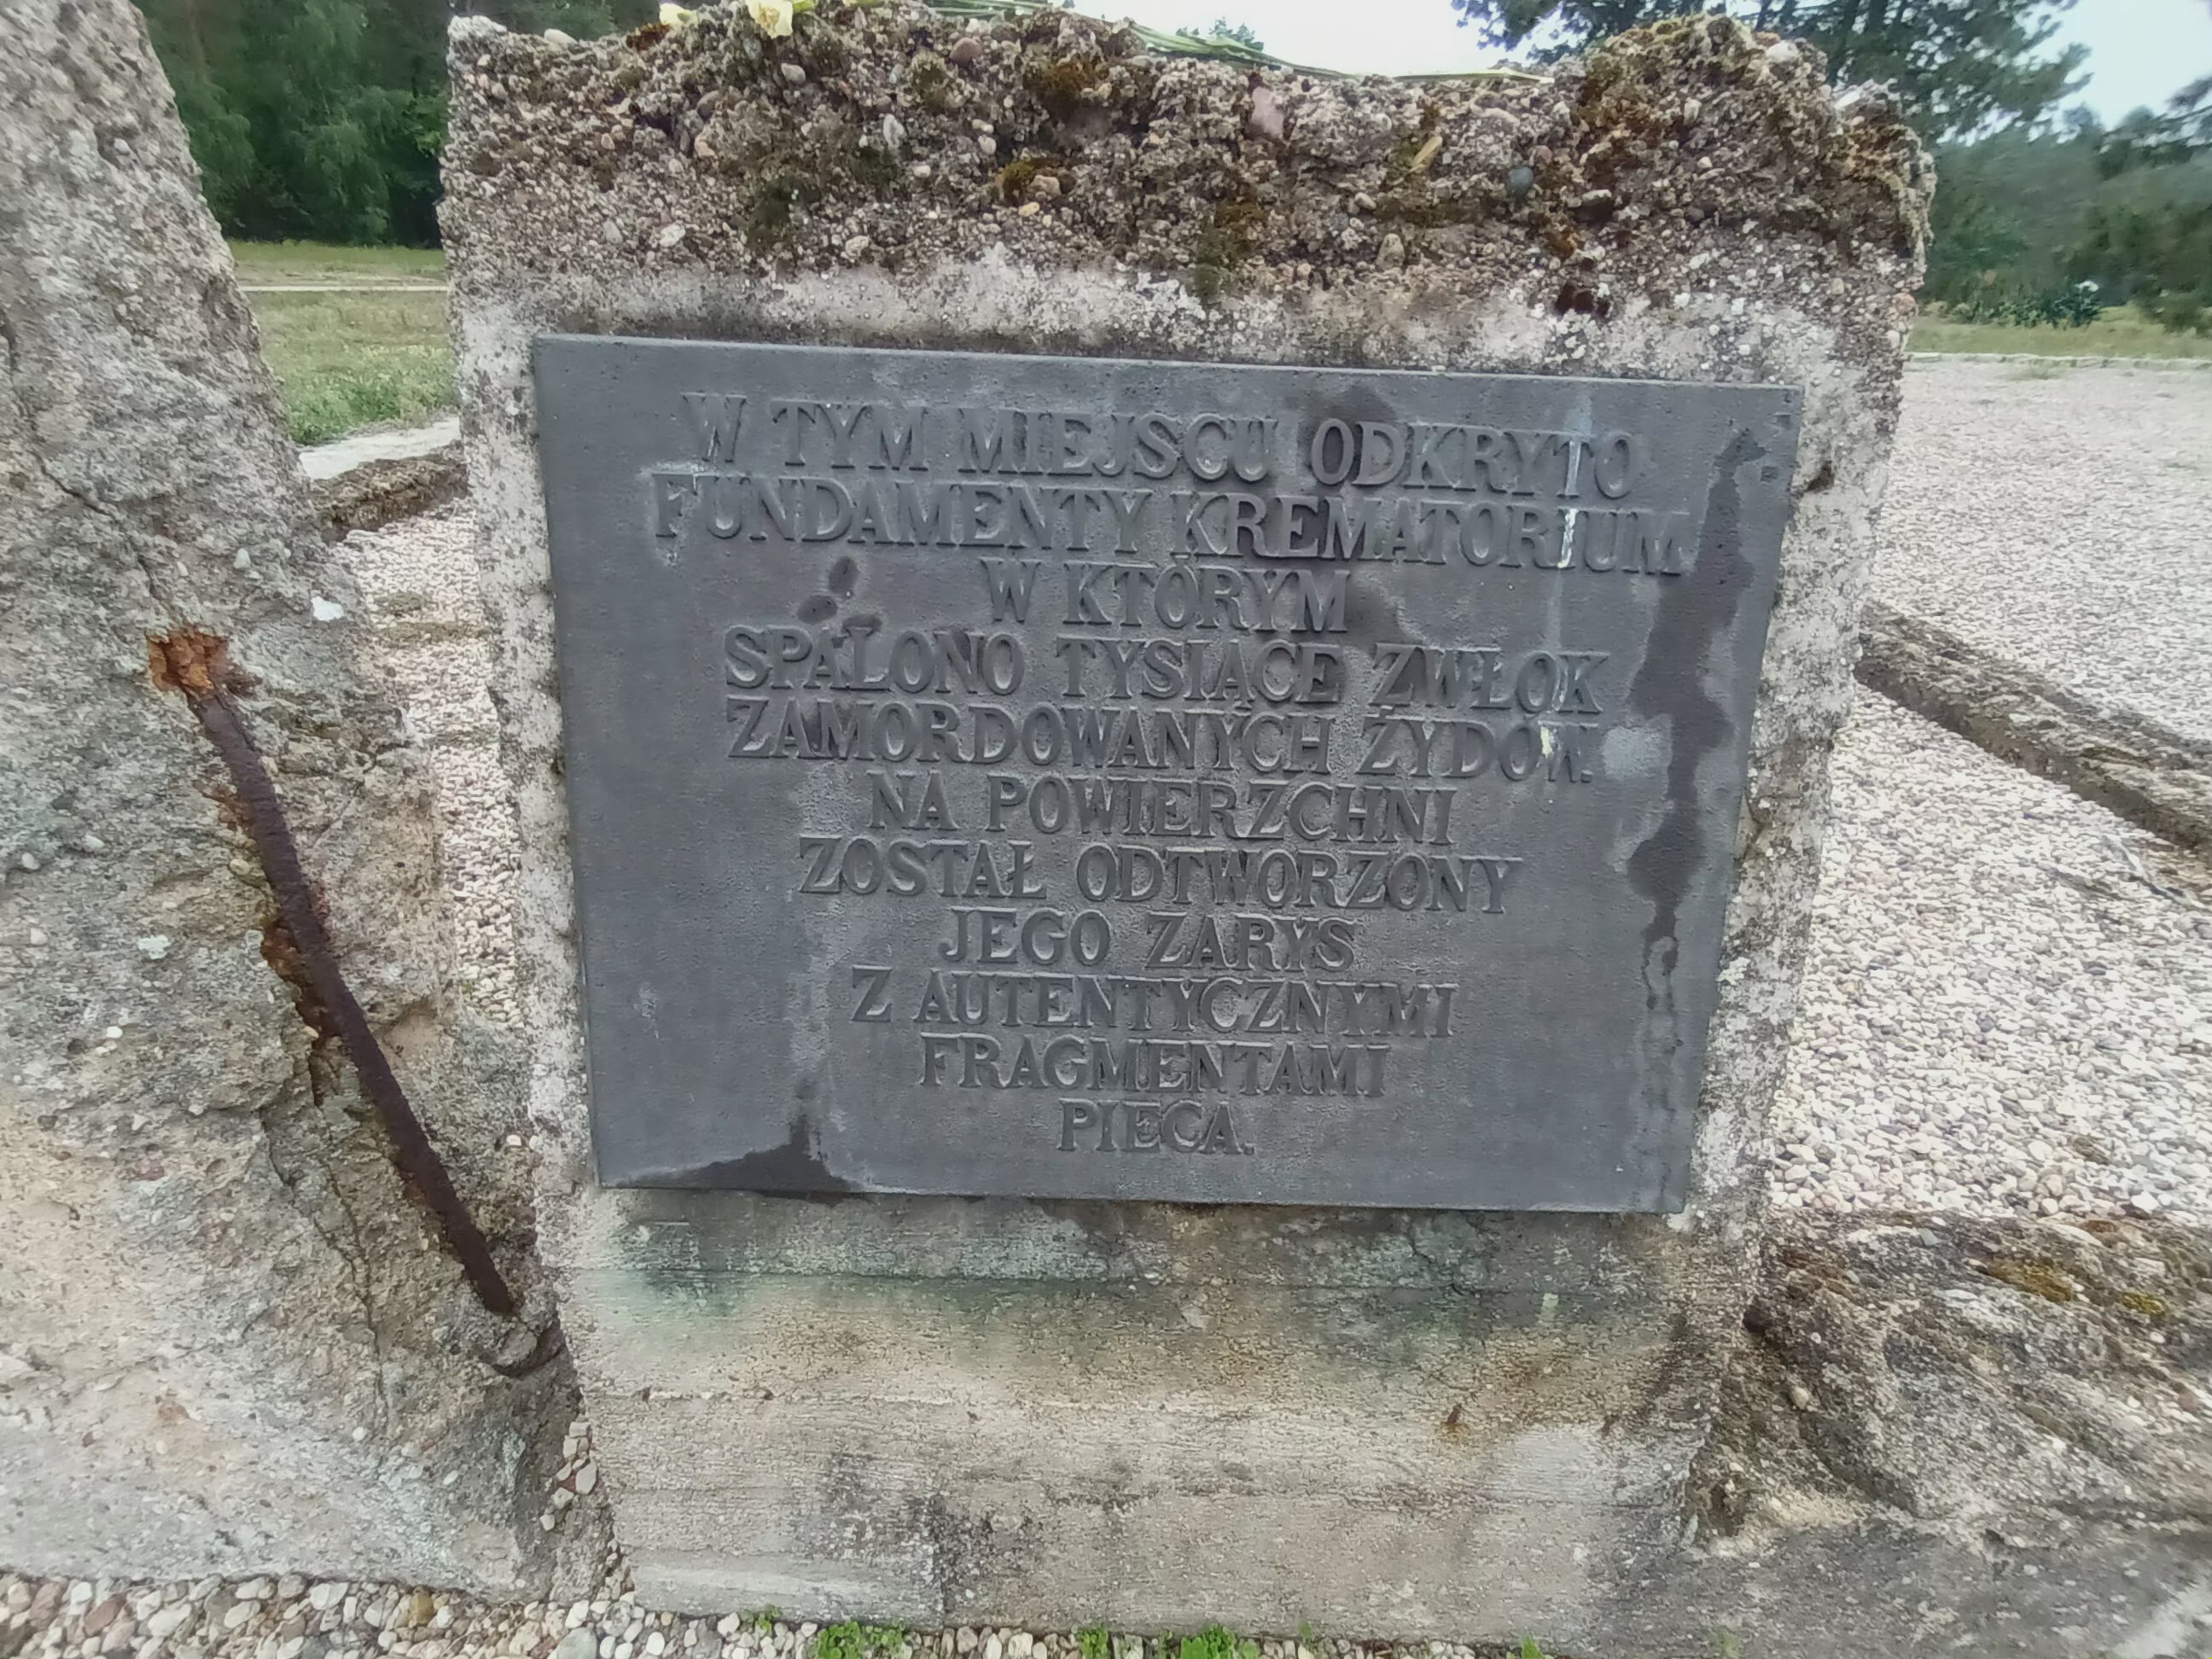 W TYM MIEJSCU ODKRYTO
FUNDAMENTY KREMATORIUM
W KTÓRYM
SPALONO TYSIĄCE ZWŁOK
ZAMORDOWANYCH ŻYDÓW.
NA POWIERZCHNI
ZOSTAŁ ODTWORZONY
JEGO ZARYS
Z AUTENTYCZNYMI
FRAGMENTAMI
PIECA.